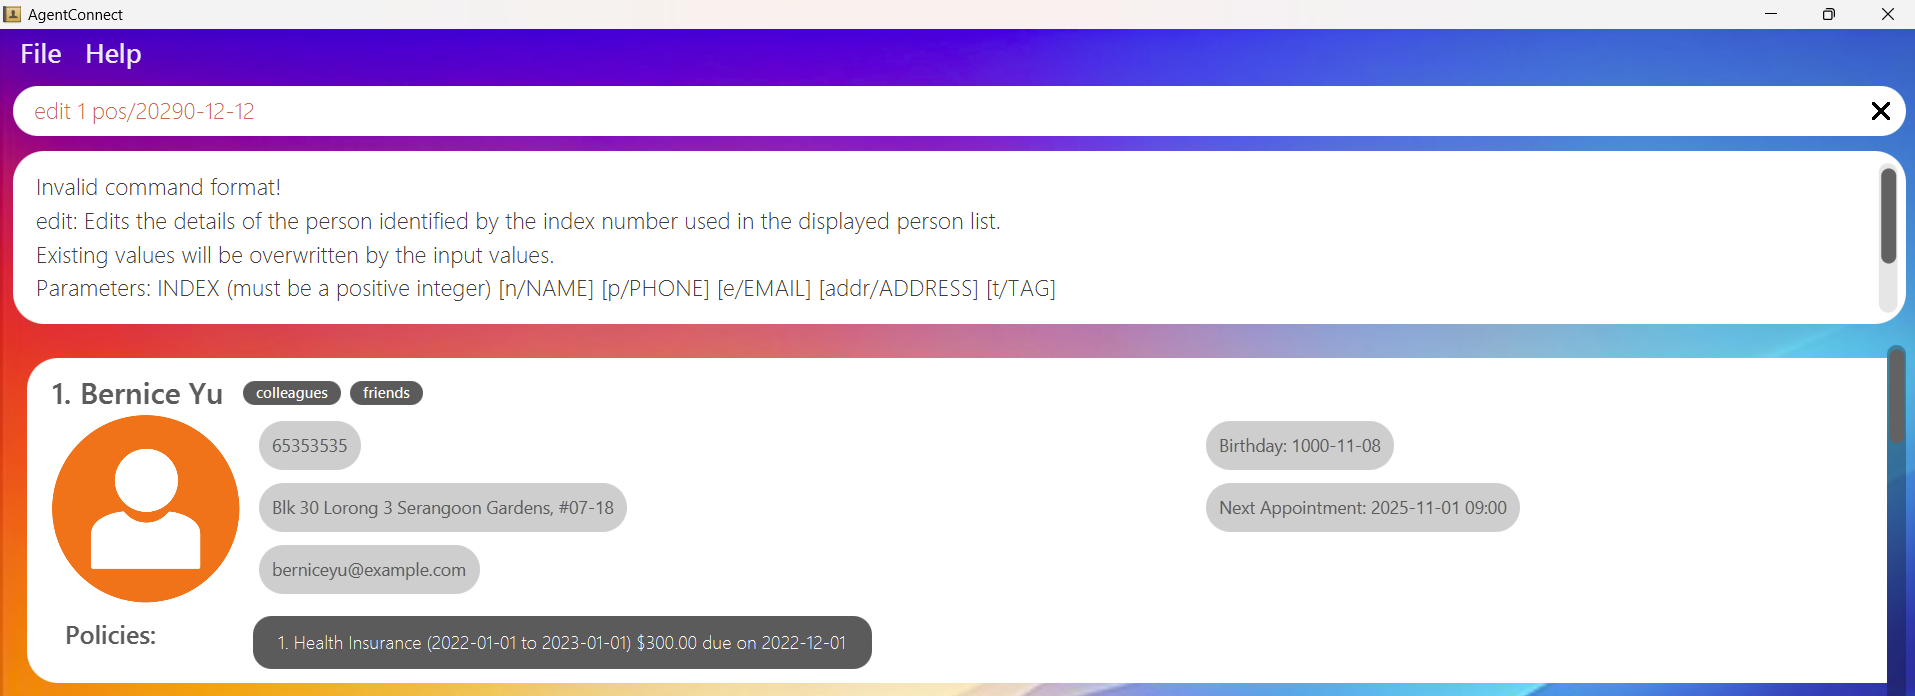 AgentConnect
File Help
edit 1 pos/20290-12-12
Invalid command format!
edit: Edits the details of the person identified by the index number used in the displayed person list.
Existing values will be overwritten by the input values.
Parameters: INDEX (must be a positive integer) [n/NAME] [p/PHONE] [e/EMAIL] [addr/ADDRESS] [t/TAG]
1. Bernice Yu colleagues friends
65353535
Birthday: 1000-11-08
Blk 30 Lorong 3 Serangoon Gardens, #07-18
Next Appointment: 2025-11-01 09:00
berniceyu@example.com
Policies:
1. Health Insurance (2022-01-01 to 2023-01-01) $300.00 due on 2022-12-01